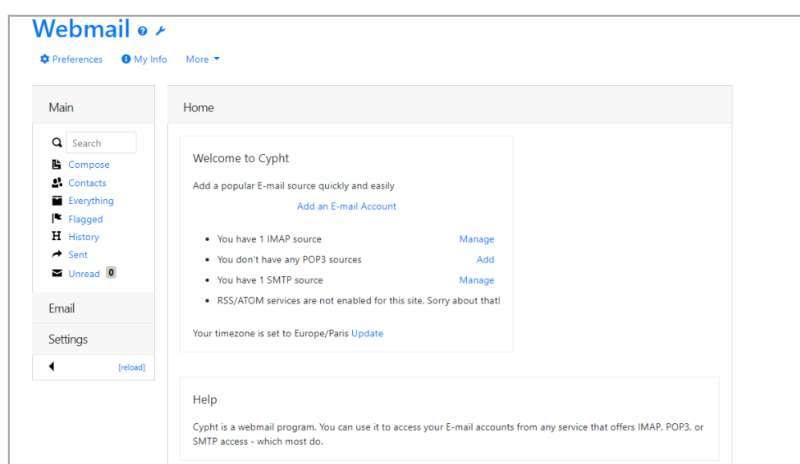 Webmail
Preferences My Info More
Main
Search
Compose
Contacts
Everything
Flagged
History
Sent
Unread 0
Email
Settings
[reload]
Home
Welcome to Cypht
Add a popular E-mail source quickly and easily
Add an E-mail Account
You have 1 IMAP source Manage
You don't have any POP3 sources Add
You have 1 SMTP source Manage
RSS/ATOM services are not enabled for this site. Sorry about that!
Your timezone is set to Europe/Paris Update
Help
Cypht is a webmail program. You can use it to access your E-mail accounts from any service that offers IMAP, POP3, or
SMTP access - which most do.